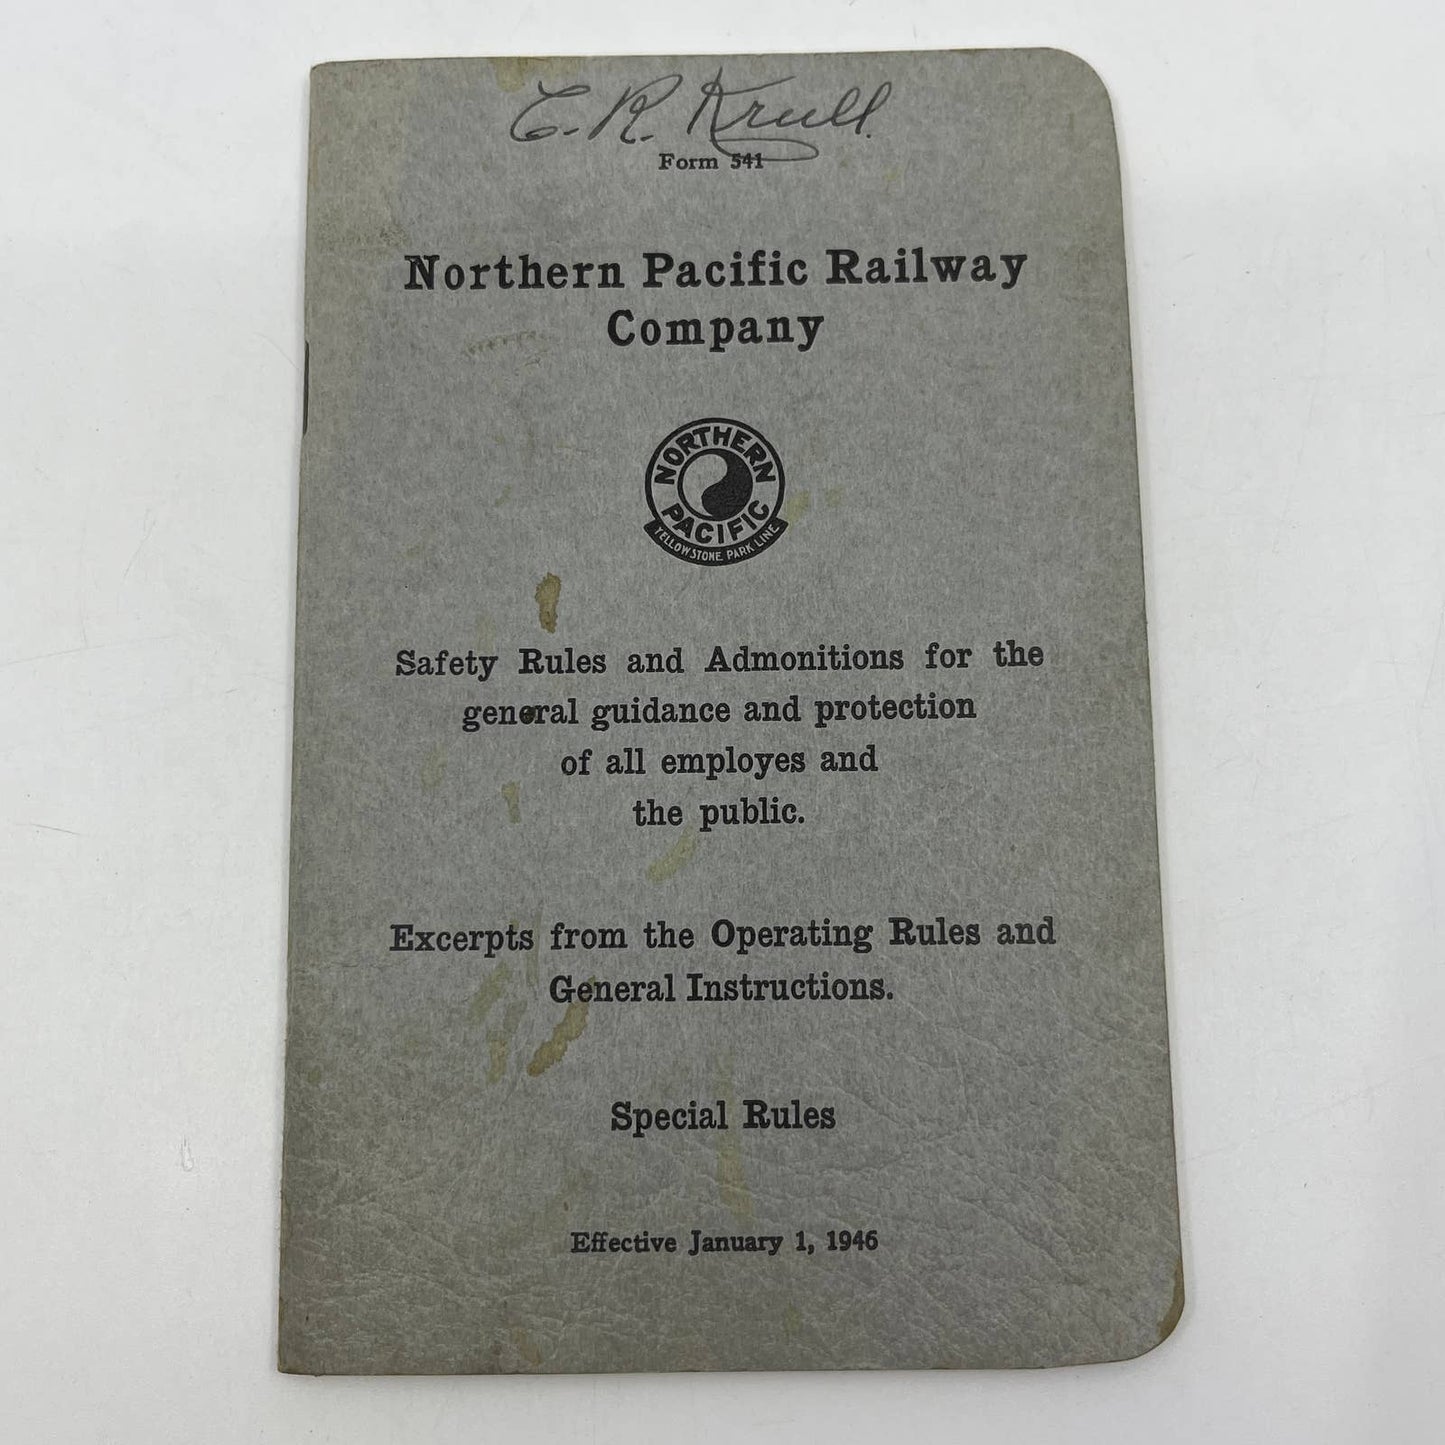 C. R. Krull.
Form 541
Northern Pacific Railway
Company
NORTHERN
PACIFIC
YELLOWSTONE PARK LINE
Safety Rules and Admonitions for the
general guidance and protection
of all employes and
the public.
Excerpts from the Operating Rules and
General Instructions.
Special Rules
Effective January 1, 1946